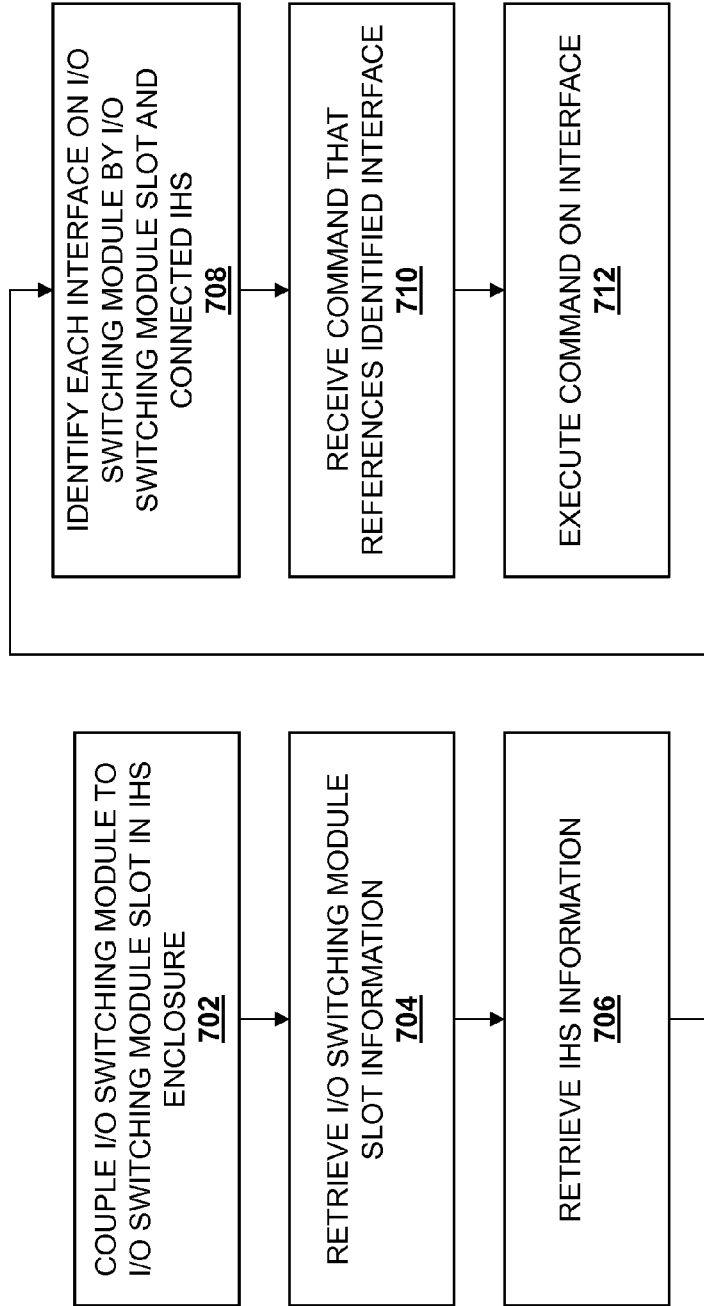 COUPLE I/O SWITCHING MODULE TO
I/O SWITCHING MODULE SLOT IN IHS
ENCLOSURE
702
RETRIEVE I/O SWITCHING MODULE
SLOT INFORMATION
704
RETRIEVE IHS INFORMATION
706
IDENTIFY EACH INTERFACE ON I/O
SWITCHING MODULE BY I/O
SWITCHING MODULE SLOT AND
CONNECTED IHS
708
RECEIVE COMMAND THAT
REFERENCES IDENTIFIED INTERFACE
710
EXECUTE COMMAND ON INTERFACE
712